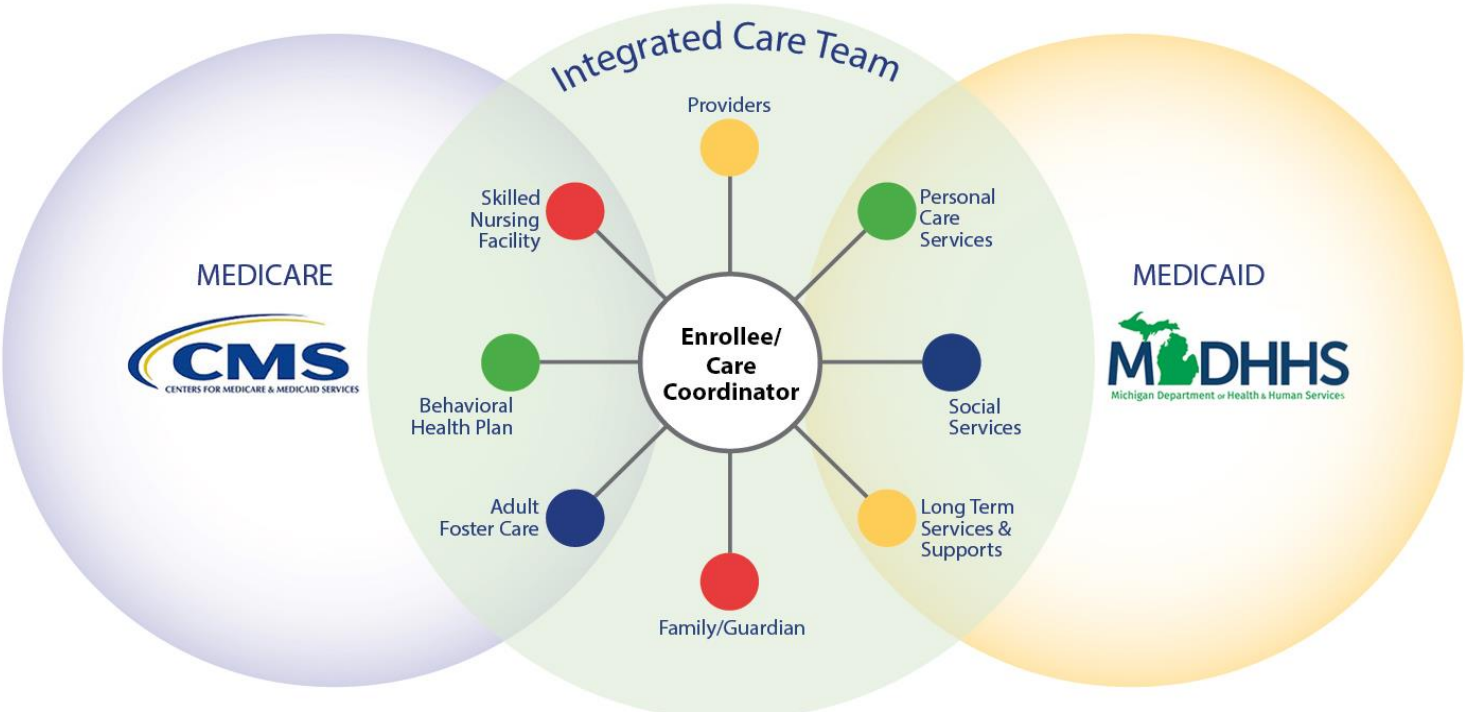 Integrated Care Team
Providers
Skilled
Nursing
Facility
Personal
Care
Services
MEDICARE
CMS
CENTERS FOR MEDICARE & MEDICAID SERVICES
Enrollee/
Care
Coordinator
MEDICAID
M DHHS
Michigan Department of Health & Human Services
Behavioral
Health Plan
Social
Services
Adult
Foster Care
Long Term
Services &
Supports
Family/Guardian